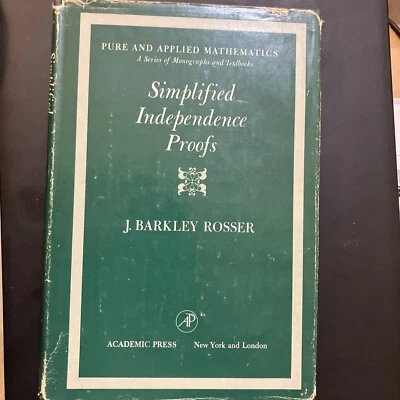 PURE AND APPLIED MATHEMATICS
A Series of Monographs and Textbooks
Simplified
Independence
Proofs
J. BARKLEY ROSSER
AP
ACADEMIC PRESS New York and London